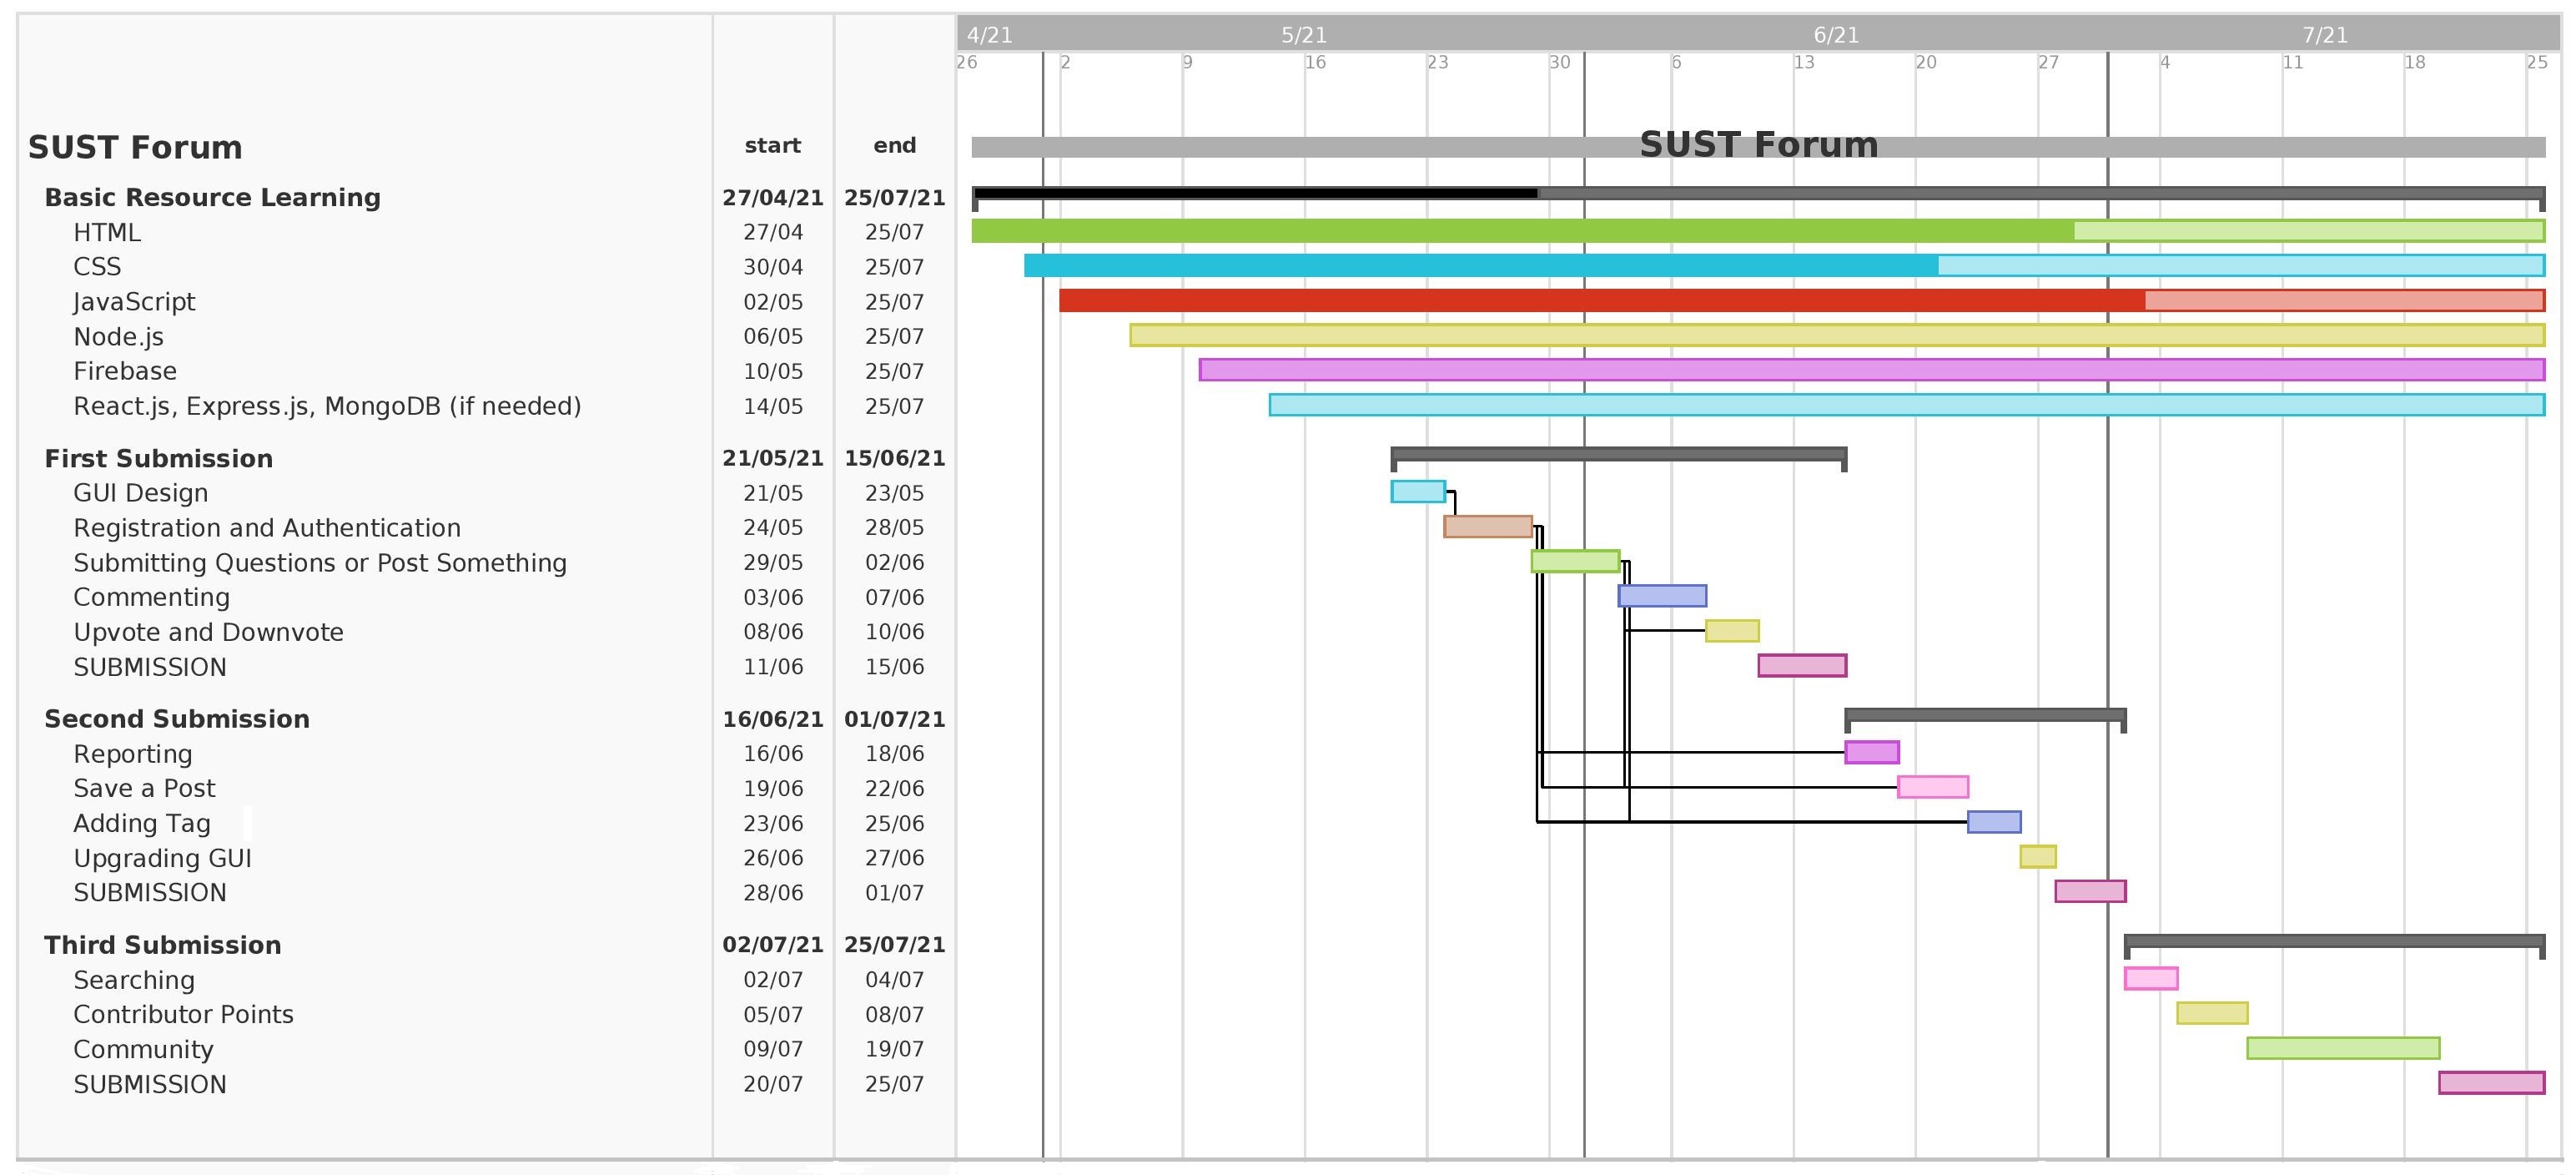 4/21 5/21 6/21 7/21
26 2 9 16 23 30 6 13 20 27 4 11 18 25
SUST Forum start end SUST Forum
Basic Resource Learning 27/04/21 25/07/21
HTML 27/04 25/07
CSS 30/04 25/07
JavaScript 02/05 25/07
Node.js 06/05 25/07
Firebase 10/05 25/07
React.js, Express.js, MongoDB (if needed) 14/05 25/07
First Submission 21/05/21 15/06/21
GUI Design 21/05 23/05
Registration and Authentication 24/05 28/05
Submitting Questions or Post Something 29/05 02/06
Commenting 03/06 07/06
Upvote and Downvote 08/06 10/06
SUBMISSION 11/06 15/06
Second Submission 16/06/21 01/07/21
Reporting 16/06 18/06
Save a Post 19/06 22/06
Adding Tag 23/06 25/06
Upgrading GUI 26/06 27/06
SUBMISSION 28/06 01/07
Third Submission 02/07/21 25/07/21
Searching 02/07 04/07
Contributor Points 05/07 08/07
Community 09/07 19/07
SUBMISSION 20/07 25/07